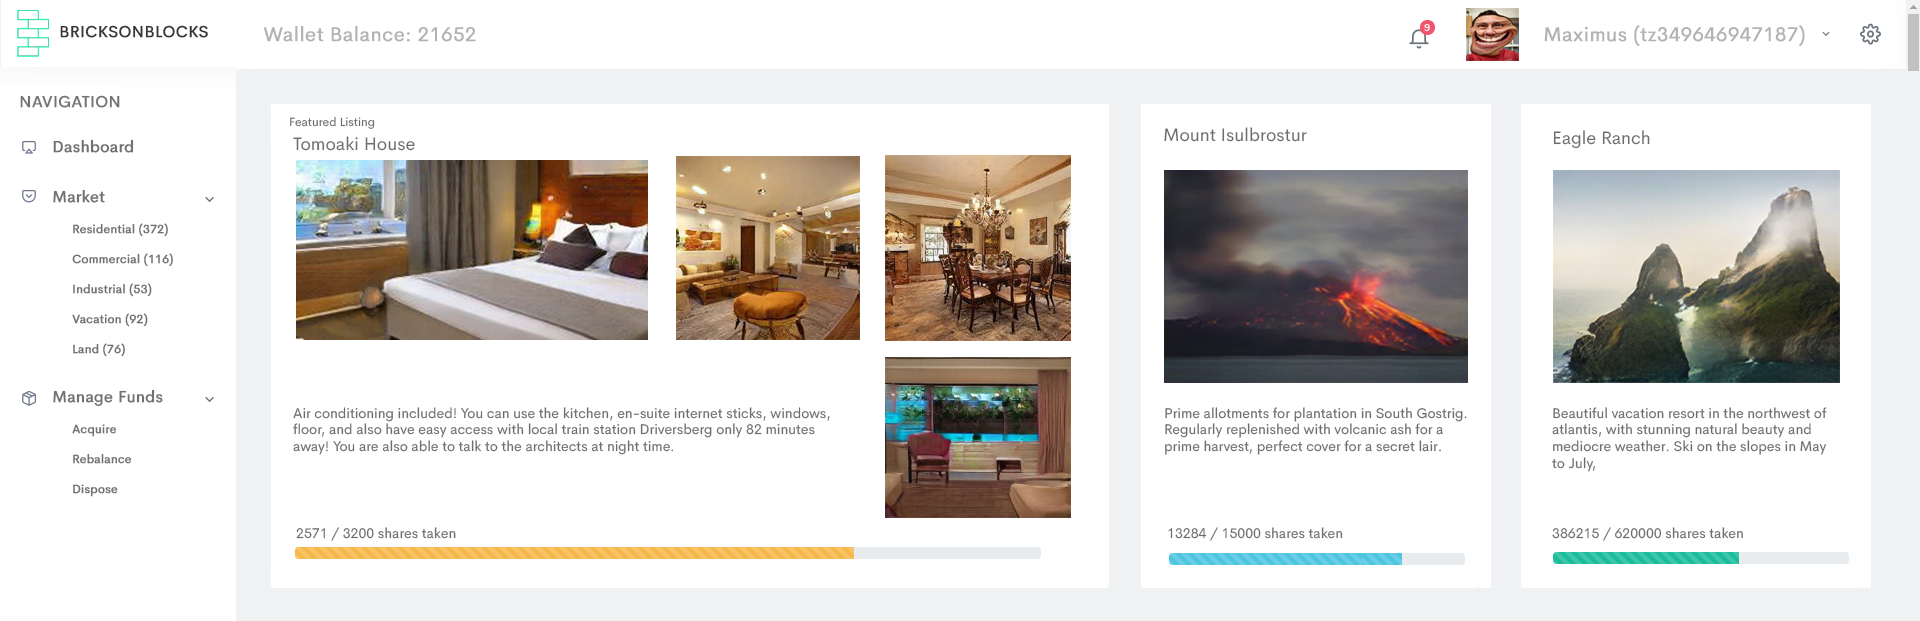 BRICKSONBLOCKS
Wallet Balance: 21652
9
Maximus (tz349646947187)
NAVIGATION
Dashboard
Market
Residential (372)
Commercial (116)
Industrial (53)
Vacation (92)
Land (76)
Manage Funds
Acquire
Rebalance
Dispose
Featured Listing
Tomoaki House
Air conditioning included! You can use the kitchen, en-suite internet sticks, windows,
floor, and also have easy access with local train station Driversberg only 82 minutes
away! You are also able to talk to the architects at night time.
2571 / 3200 shares taken
Mount Isulbrostur
Prime allotments for plantation in South Gostrig.
Regularly replenished with volcanic ash for a
prime harvest, perfect cover for a secret lair.
13284 / 15000 shares taken
Eagle Ranch
Beautiful vacation resort in the northwest of
atlantis, with stunning natural beauty and
mediocre weather. Ski on the slopes in May
to July,
386215 / 620000 shares taken